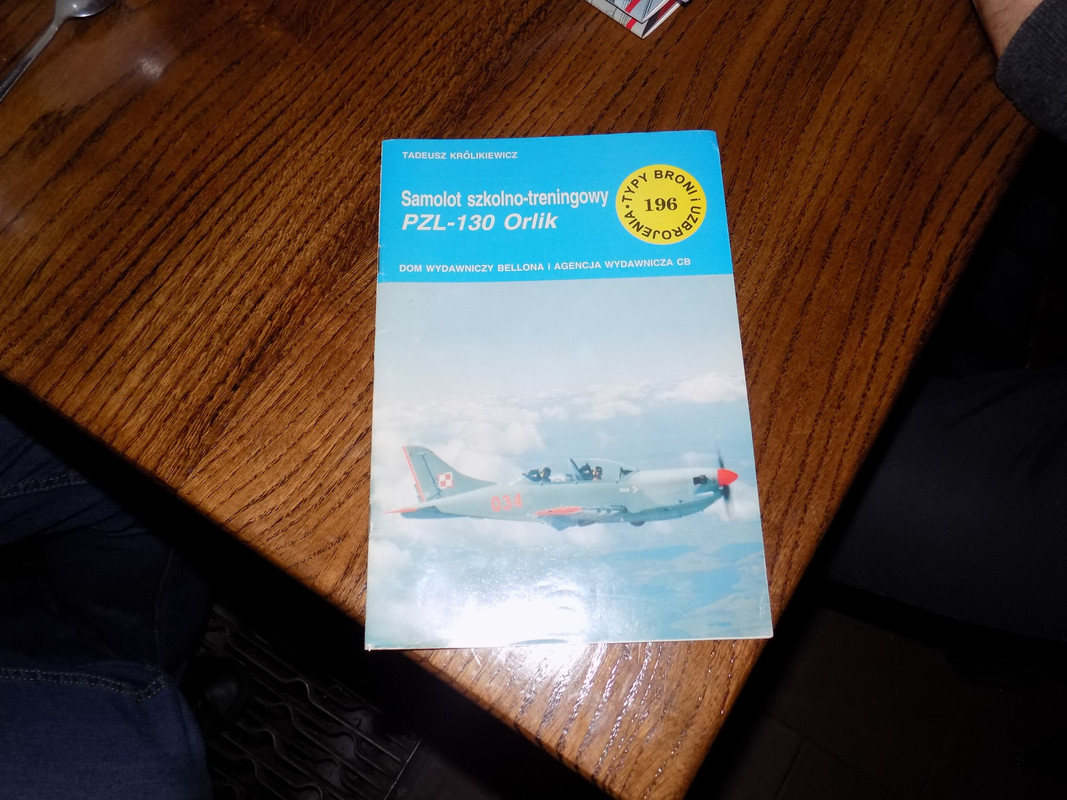 TADEUSZ KRÓLIKIEWICZ
Samolot szkolno-treningowy
PZL-130 Orlik
TYPY BRONI i UZBROJENIA •
196
DOM WYDAWNICZY BELLONA i AGENCJA WYDAWNICZA CB
034